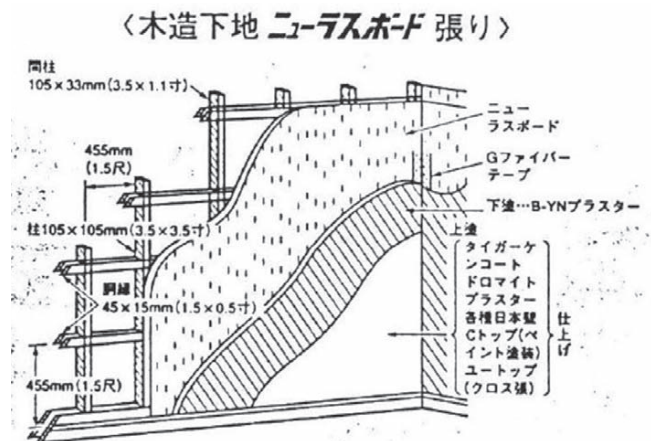 〈木造下地 ニューラスボード 張り〉
間柱
105×33mm(3.5×1.1寸)
ニュー
ラスボード
455mm
(1.5尺)
Gファイバー
テープ
下塗…B-YNプラスター
柱105×105mm(3.5×3.5寸)
上塗
タイガーケ
ンコート
ドロマイト
プラスター
各種日本壁
Cトップ(ペ
イント塗装)
ユートップ
(クロス張)
仕上げ
胴縁
45×15mm(1.5×0.5寸)
455mm(1.5尺)